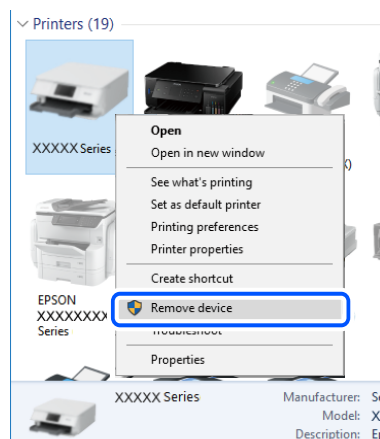 Printers (19)
XXXXX Series
Open
Open in new window
See what's printing
Set as default printer
Printing preferences
Printer properties
Create shortcut
Remove device
Troubleshoot
Properties
EPSON
XXXXXXXX
Series
XXXXX Series
Manufacturer:
Model: X
Description: